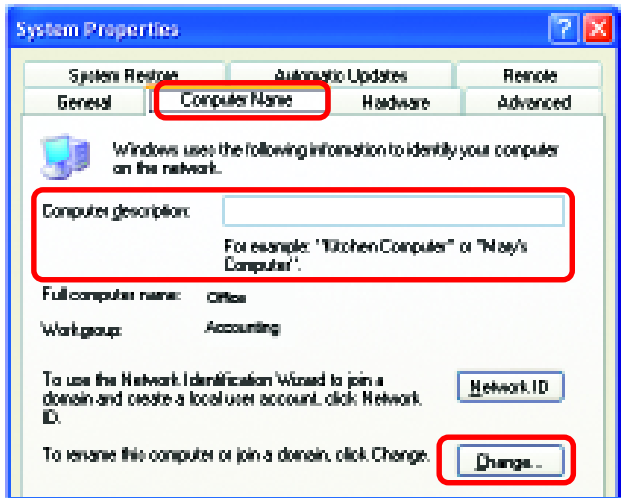 System Properties
System Restore Automatic Updates Remote
General Computer Name Hardware Advanced
Windows uses the following information to identify your computer
on the network.
Computer description:
For example: "Kitchen Computer" or "Mary's
Computer".
Full computer name: Office
Workgroup: Accounting
To use the Network Identification Wizard to join a
domain and create a local user account, click Network
ID.
Network ID
To rename this computer or join a domain, click Change.
Change...